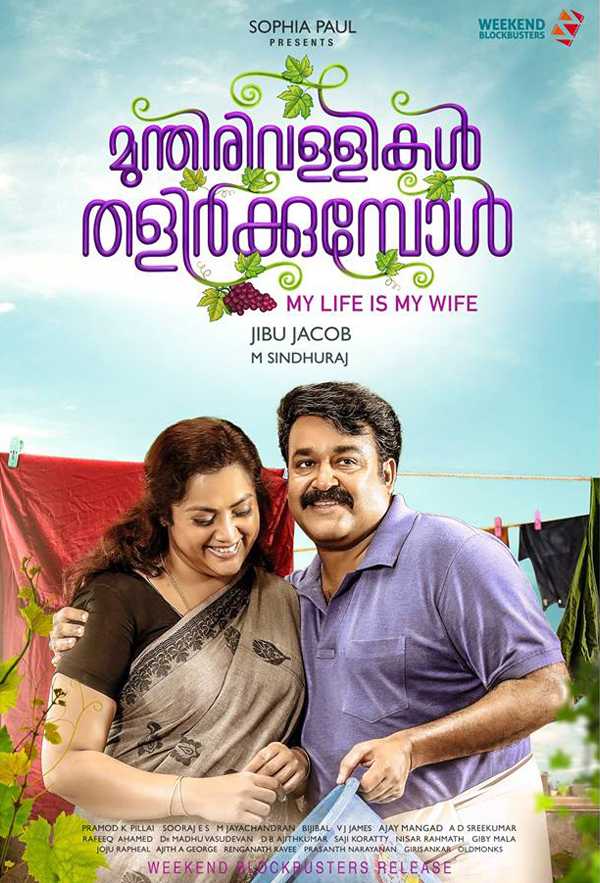 SOPHIA PAUL
PRESENTS
WEEKEND
BLOCKBUSTERS
മുന്തിരിവള്ളികൾ
തളിർക്കുമ്പോൾ
MY LIFE IS MY WIFE
JIBU JACOB
M SINDHURAJ
PRAMOD K PILLAI SOORAJ E S M JAYACHANDRAN BIJIBAL V J JAMES AJAY MANGAD A D SREEKUMAR
RAFEEQ AHAMED DR MADHU VASUDEVAN D B AJITHKUMAR SAJI KORATTY NISAR RAHMATH GIBY MALA
JOJU RAPHEAL AJITH A GEORGE RENGANATH RAVEE PRASANTH NARAYANAN GIRISANKAR OLDMONKS
WEEKEND BLOCKBUSTERS RELEASE